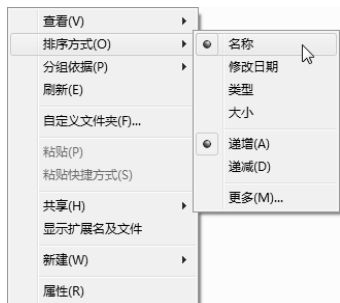 查看(V)
排序方式(O)
分组依据(P)
刷新(E)
自定义文件夹(F)...
粘贴(P)
粘贴快捷方式(S)
共享(H)
显示扩展名及文件
新建(W)
属性(R)
名称
修改日期
类型
大小
递增(A)
递减(D)
更多(M)...